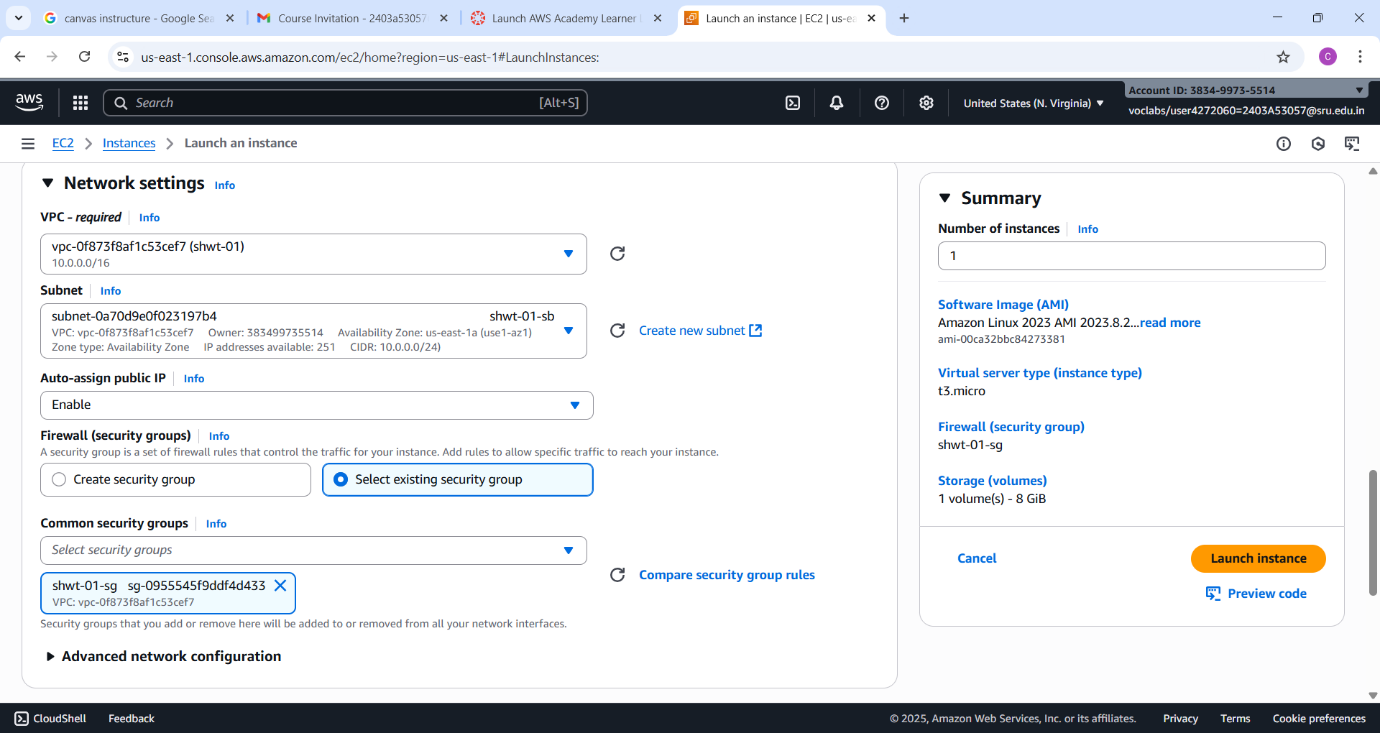 canvas instructure - Google Sea
Course Invitation - 2403a53057
Launch AWS Academy Learner
Launch an instance | EC2 | us-ea
us-east-1.console.aws.amazon.com/ec2/home?region=us-east-1#LaunchInstances:
C
aws
Search
[Alt+S]
United States (N. Virginia)
Account ID: 3834-9973-5514
voclabs/user4272060=2403A53057@sru.edu.in
EC2
Instances
Launch an instance
Network settings Info
VPC - required Info
vpc-0f873f8af1c53cef7 (shwt-01)
10.0.0.0/16
Subnet Info
subnet-0a70d9e0f023197b4 shwt-01-sb
VPC: vpc-0f873f8af1c53cef7 Owner: 383499735514 Availability Zone: us-east-1a (use1-az1)
Zone type: Availability Zone IP addresses available: 251 CIDR: 10.0.0.0/24)
Create new subnet
Auto-assign public IP Info
Enable
Firewall (security groups) Info
A security group is a set of firewall rules that control the traffic for your instance. Add rules to allow specific traffic to reach your instance.
Create security group
Select existing security group
Common security groups Info
Select security groups
shwt-01-sg sg-0955545f9ddf4d433
VPC: vpc-0f873f8af1c53cef7
Compare security group rules
Security groups that you add or remove here will be added to or removed from all your network interfaces.
Advanced network configuration
Summary
Number of instances Info
1
Software Image (AMI)
Amazon Linux 2023 AMI 2023.8.2...read more
ami-00ca32bbc84273381
Virtual server type (instance type)
t3.micro
Firewall (security group)
shwt-01-sg
Storage (volumes)
1 volume(s) - 8 GiB
Cancel
Launch instance
Preview code
CloudShell
Feedback
© 2025, Amazon Web Services, Inc. or its affiliates.
Privacy
Terms
Cookie preferences